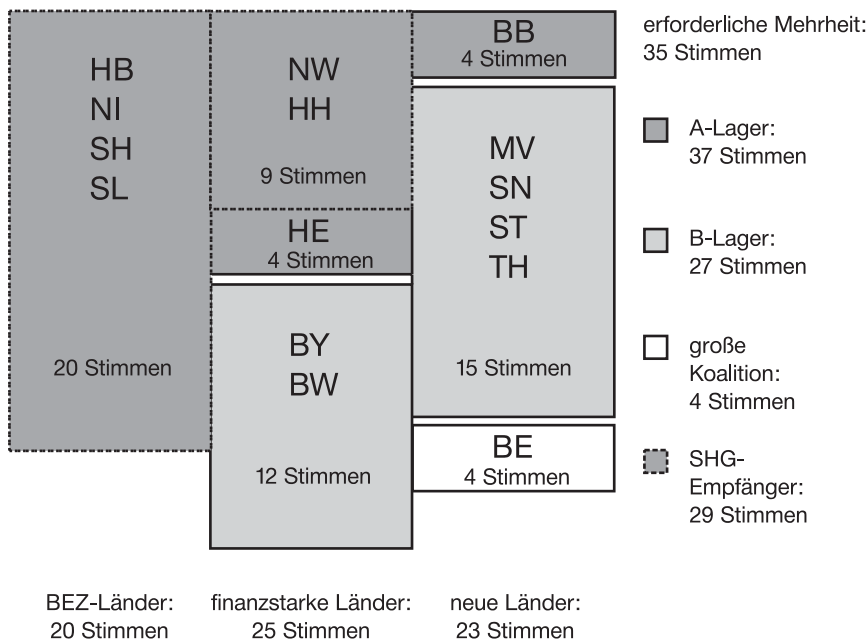 HB
NI
SH
SL
20 Stimmen
NW
HH
9 Stimmen
HE
4 Stimmen
BY
BW
12 Stimmen
BB
4 Stimmen
MV
SN
ST
TH
15 Stimmen
BE
4 Stimmen
erforderliche Mehrheit:
35 Stimmen
A-Lager:
37 Stimmen
B-Lager:
27 Stimmen
große
Koalition:
4 Stimmen
SHG-
Empfänger:
29 Stimmen
BEZ-Länder:
20 Stimmen
finanzstarke Länder:
25 Stimmen
neue Länder:
23 Stimmen